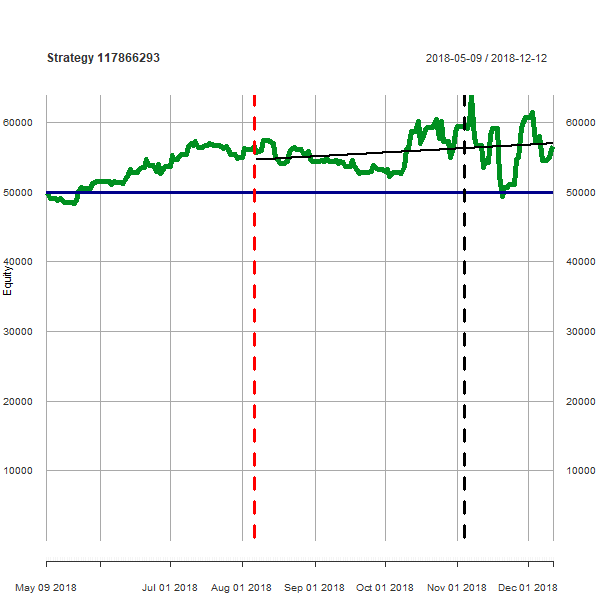 Strategy 117866293
2018-05-09 / 2018-12-12
60000
60000
50000
50000
40000
40000
Equity
30000
30000
20000
20000
10000
10000
May 09 2018
Jul 01 2018
Aug 01 2018
Sep 01 2018
Oct 01 2018
Nov 01 2018
Dec 01 2018